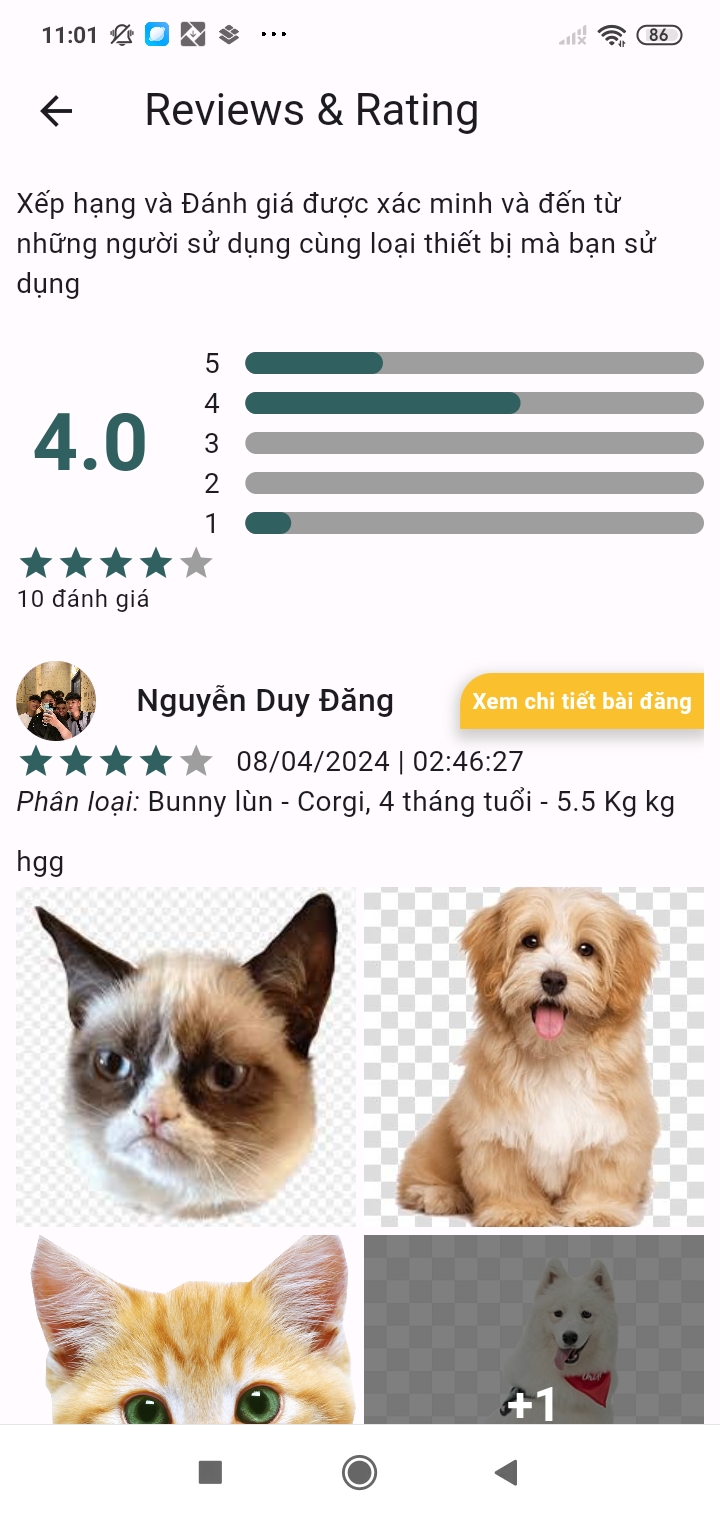 11:01
86
Reviews & Rating
Xếp hạng và Đánh giá được xác minh và đến từ
những người sử dụng cùng loại thiết bị mà bạn sử
dụng
5
4
3
2
1
4.0
10 đánh giá
Nguyễn Duy Đăng
Xem chi tiết bài đăng
08/04/2024 | 02:46:27
Phân loại: Bunny lùn - Corgi, 4 tháng tuổi - 5.5 Kg kg
hgg
+1